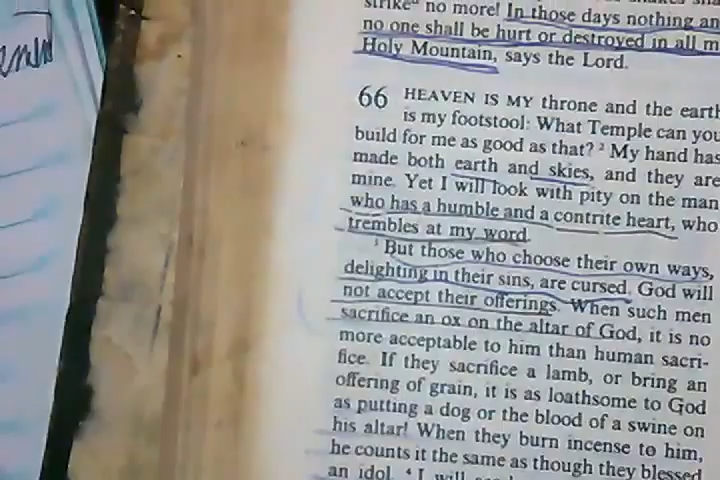 strike no more! In those days nothing an
no one shall be hurt or destroyed in all m
Holy Mountain, says the Lord.
66 HEAVEN IS MY throne and the earth
is my footstool: What Temple can you
build for me as good as that? ² My hand has
made both earth and skies, and they are
mine. Yet I will look with pity on the man
who has a humble and a contrite heart, who
trembles at my word.
³ But those who choose their own ways,
delighting in their sins, are cursed. God will
not accept their offerings. When such men
sacrifice an ox on the altar of God, it is no
more acceptable to him than human sacri-
fice. If they sacrifice a lamb, or bring an
offering of grain, it is as loathsome to God
as putting a dog or the blood of a swine on
his altar! When they burn incense to him,
he counts it the same as though they blessed
an idol. ⁴ I will